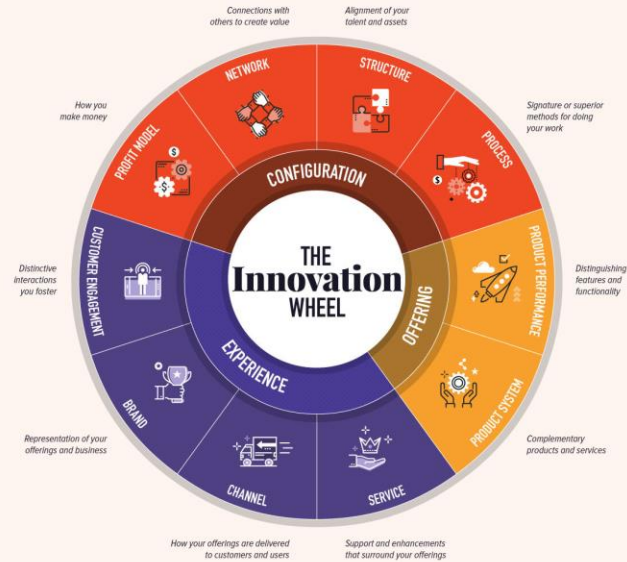 Connections with
others to create value
Alignment of your
talent and assets
NETWORK
STRUCTURE
How you
make money
PROFIT MODEL
Signature or superior
methods for doing
your work
PROCESS
$
$
$
$
CONFIGURATION
THE
Innovation
WHEEL
OFFERING
EXPERIENCE
Distinctive
interactions
you foster
CUSTOMER ENGAGEMENT
PRODUCT PERFORMANCE
Distinguishing
features and
functionality
Representation of your
offerings and business
BRAND
PRODUCT SYSTEM
Complementary
products and services
CHANNEL
SERVICE
How your offerings are delivered
to customers and users
Support and enhancements
that surround your offerings